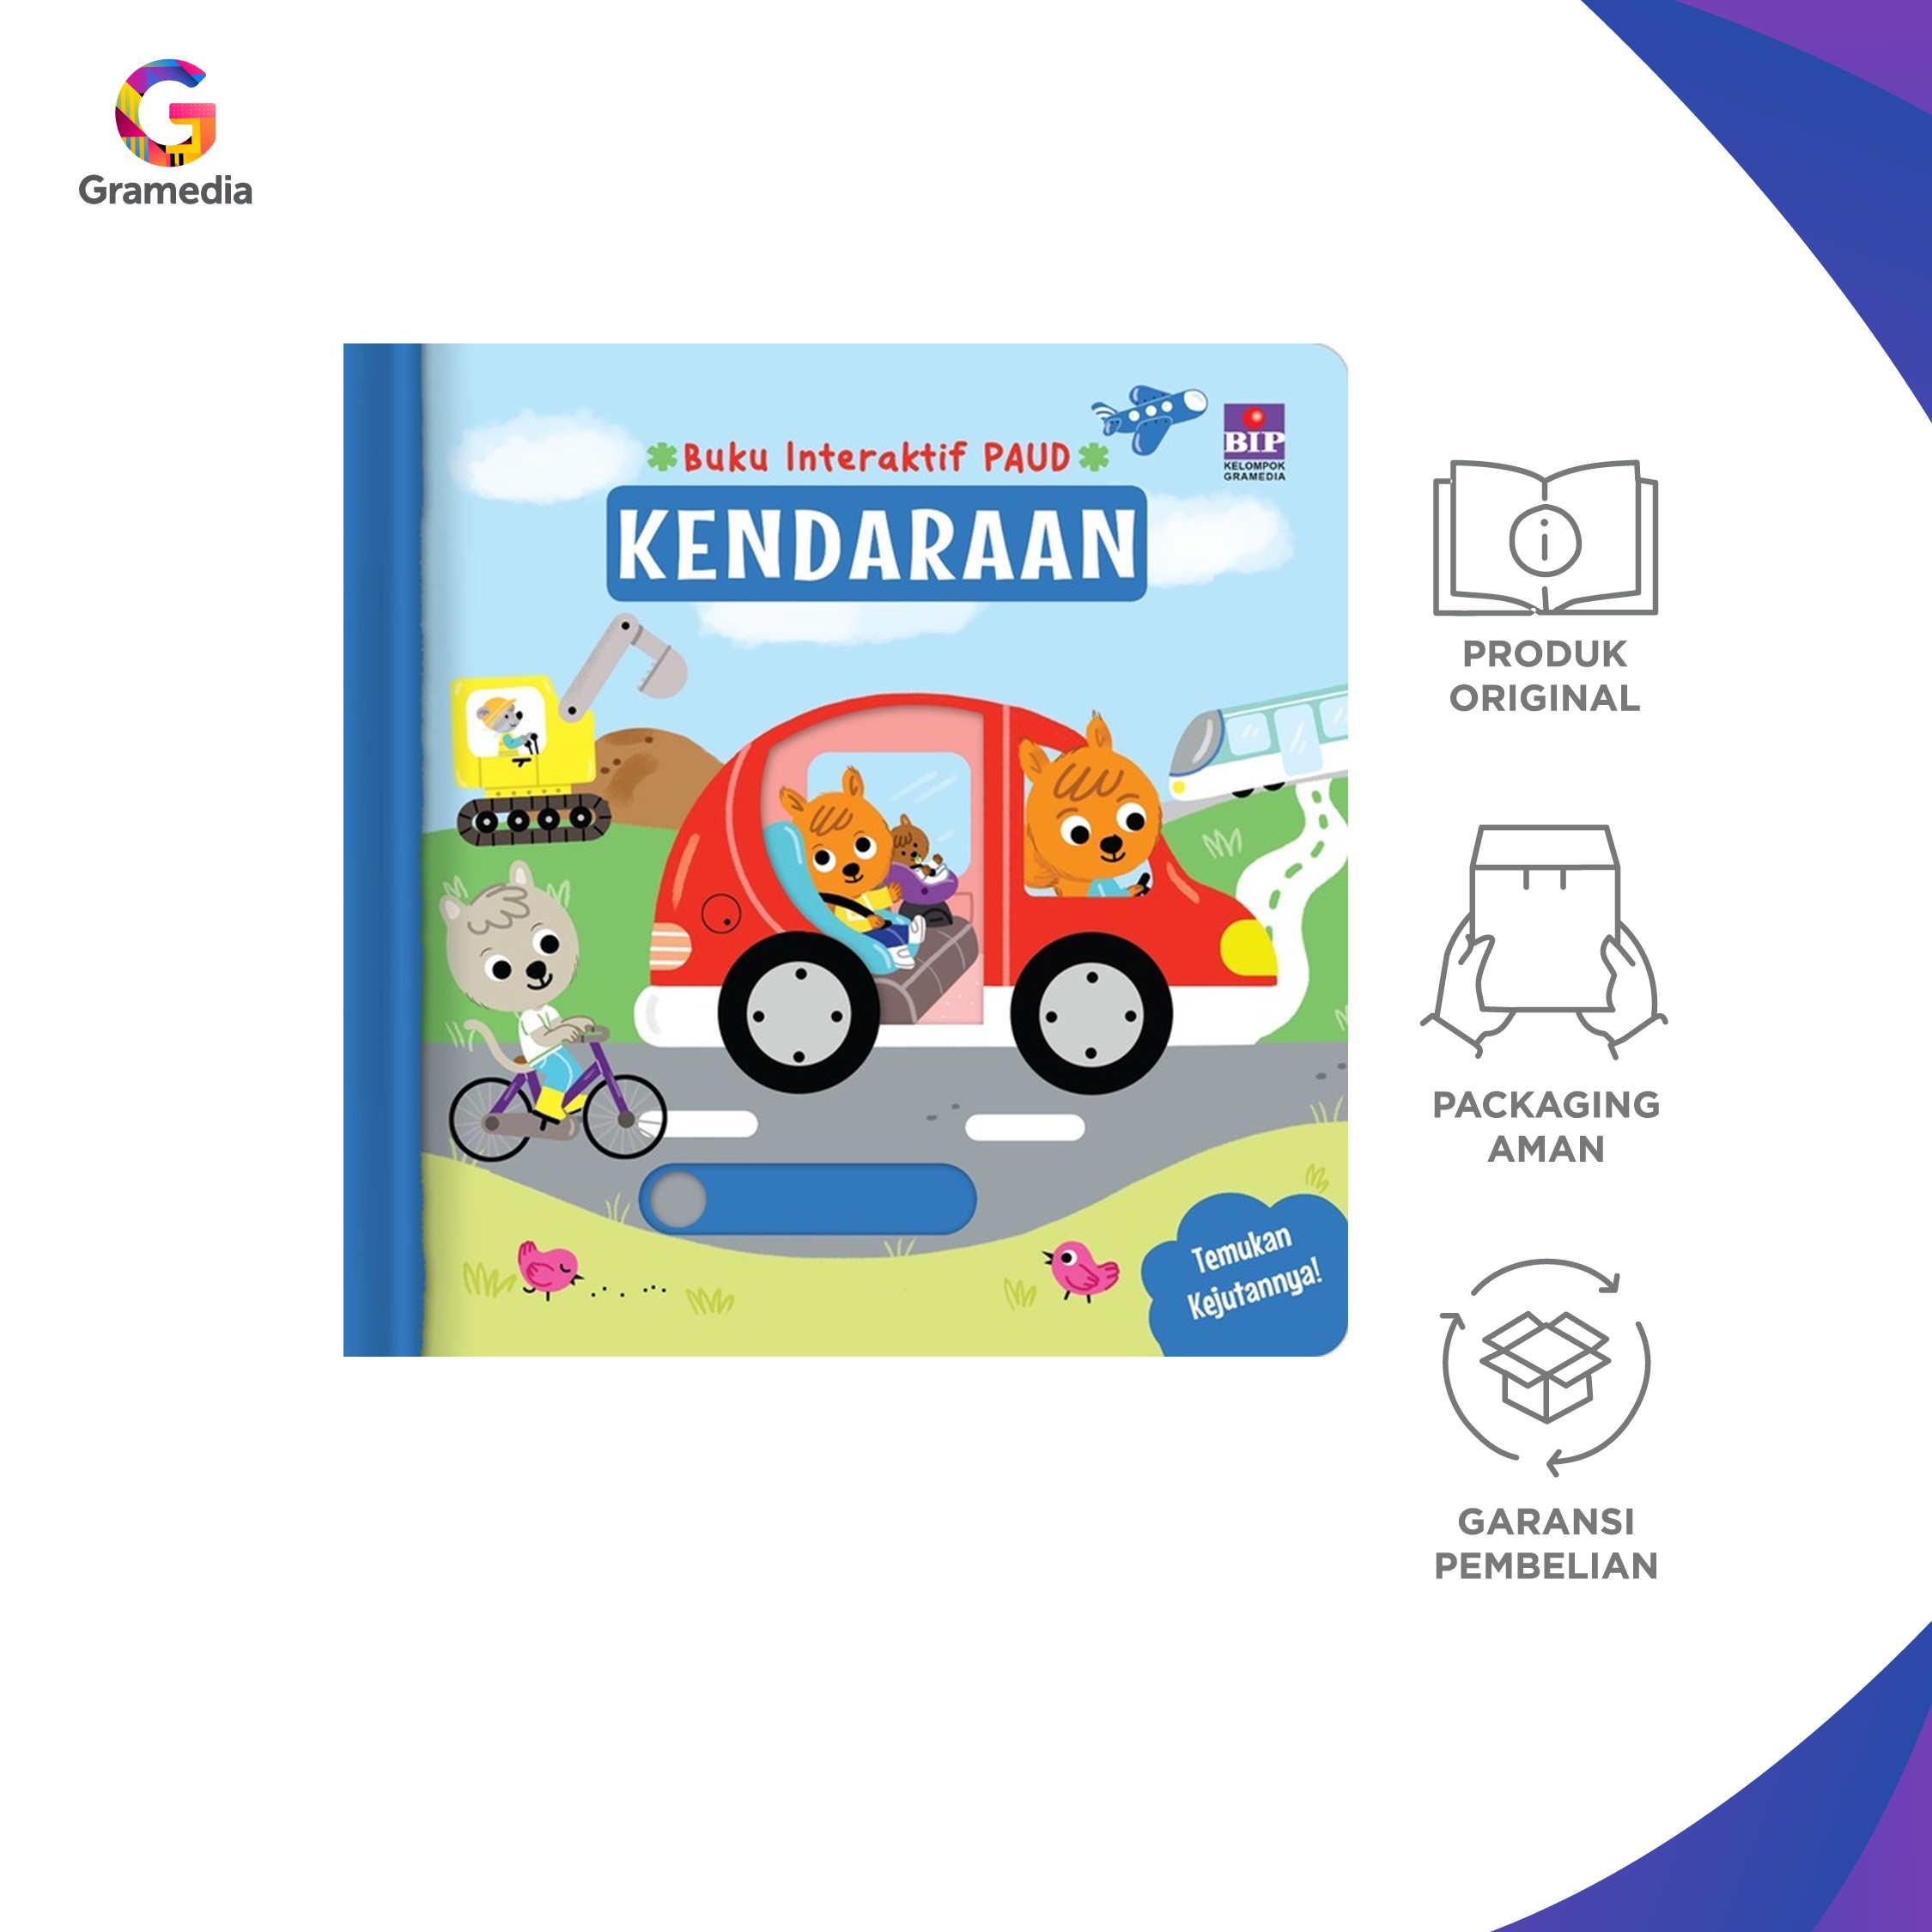 Gramedia
Buku Interaktif PAUD
KENDARAAN
BIP
KELOMPOK
GRAMEDIA
Temukan
Kejutannya!
PRODUK
ORIGINAL
PACKAGING
AMAN
GARANSI
PEMBELIAN